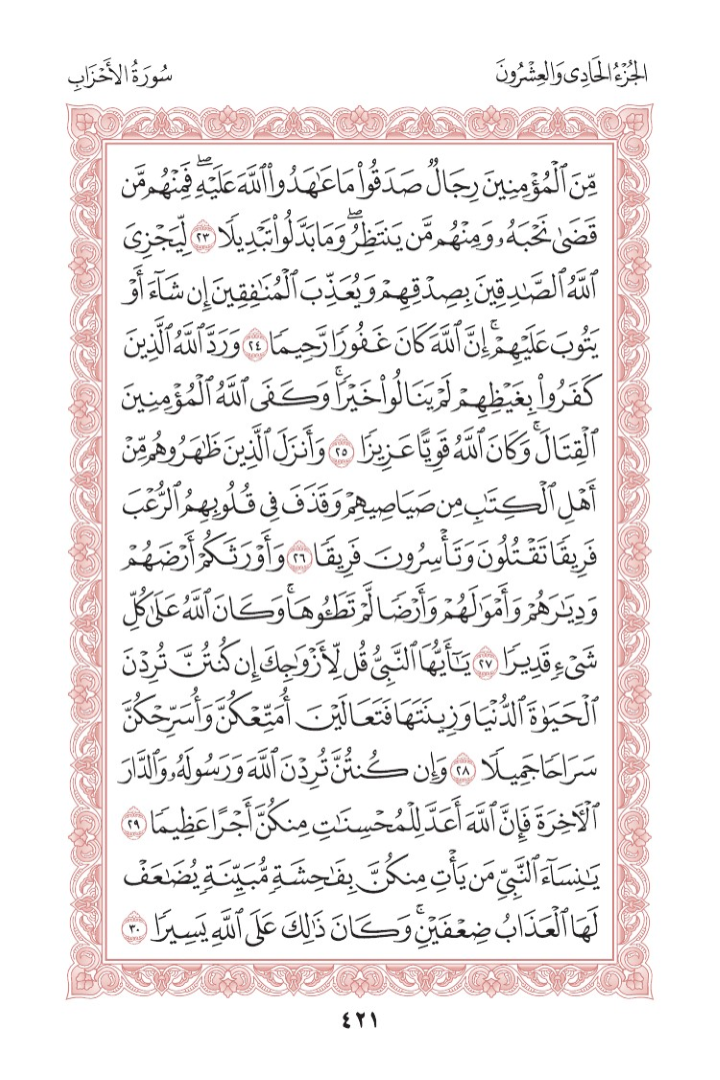 الجُزْءُ الحَادِي وَالعِشْرُونَ
سُورَةُ الأَحْزَابِ
مِّنَ ٱلْمُؤْمِنِينَ رِجَالٌ صَدَقُوا۟ مَا عَٰهَدُوا۟ ٱللَّهَ عَلَيْهِۖ فَمِنْهُم مَّن
قَضَىٰ نَحْبَهُۥ وَمِنْهُم مَّن يَنتَظِرُۖ وَمَا بَدَّلُوا۟ تَبْدِيلًا ٢٣ لِّيَجْزِىَ
ٱللَّهُ ٱلصَّٰدِقِينَ بِصِدْقِهِمْ وَيُعَذِّبَ ٱلْمُنَٰفِقِينَ إِن شَآءَ أَوْ
يَتُوبَ عَلَيْهِمْۚ إِنَّ ٱللَّهَ كَانَ غَفُورًا رَّحِيمًا ٢٤ وَرَدَّ ٱللَّهُ ٱلَّذِينَ
كَفَرُوا۟ بِغَيْظِهِمْ لَمْ يَنَالُوا۟ خَيْرًاۚ وَكَفَى ٱللَّهُ ٱلْمُؤْمِنِينَ
ٱلْقِتَالَۚ وَكَانَ ٱللَّهُ قَوِيًّا عَزِيزًا ٢٥ وَأَنزَلَ ٱلَّذِينَ ظَٰهَرُوهُم مِّنْ
أَهْلِ ٱلْكِتَٰبِ مِن صَيَاصِيهِمْ وَقَذَفَ فِى قُلُوبِهِمُ ٱلرُّعْبَ
فَرِيقًا تَقْتُلُونَ وَتَأْسِرُونَ فَرِيقًا ٢٦ وَأَوْرَثَكُمْ أَرْضَهُمْ
وَدِيَٰرَهُمْ وَأَمْوَٰلَهُمْ وَأَرْضًا لَّمْ تَطَـُٔوهَاۚ وَكَانَ ٱللَّهُ عَلَىٰ كُلِّ
شَىْءٍ قَدِيرًا ٢٧ يَٰٓأَيُّهَا ٱلنَّبِىُّ قُل لِّأَزْوَٰجِكَ إِن كُنتُنَّ تُرِدْنَ
ٱلْحَيَوٰةَ ٱلدُّنْيَا وَزِينَتَهَا فَتَعَالَيْنَ أُمَتِّعْكُنَّ وَأُسَرِّحْكُنَّ
سَرَاحًا جَمِيلًا ٢٨ وَإِن كُنتُنَّ تُرِدْنَ ٱللَّهَ وَرَسُولَهُۥ وَٱلدَّارَ
ٱلْـَٔاخِرَةَ فَإِنَّ ٱللَّهَ أَعَدَّ لِلْمُحْسِنَٰتِ مِنكُنَّ أَجْرًا عَظِيمًا ٢٩
يَٰنِسَآءَ ٱلنَّبِىِّ مَن يَأْتِ مِنكُنَّ بِفَٰحِشَةٍ مُّبَيِّنَةٍ يُضَٰعَفْ
لَهَا ٱلْعَذَابُ ضِعْفَيْنِۚ وَكَانَ ذَٰلِكَ عَلَى ٱللَّهِ يَسِيرًا ٣٠
٤٢١